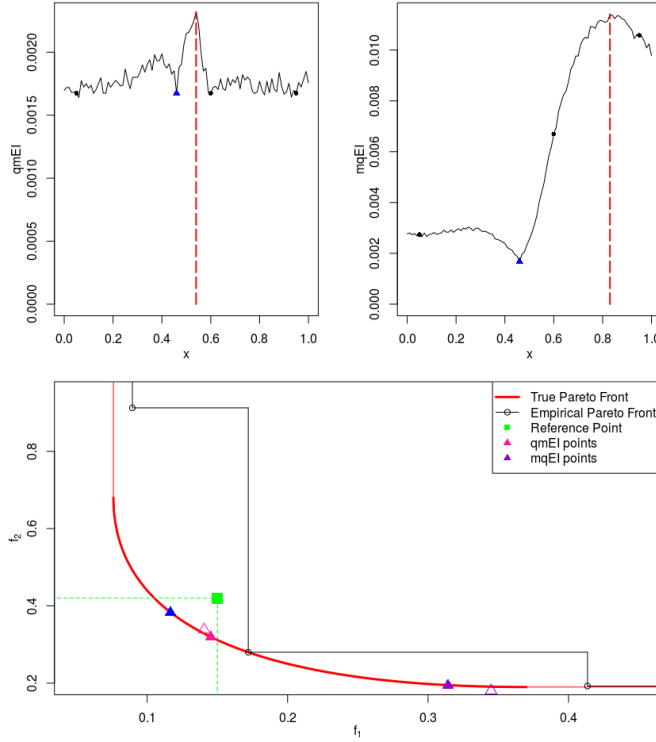 qmEI
0.0000 0.0005 0.0010 0.0015 0.0020
0.0 0.2 0.4 0.6 0.8 1.0
x
mqEI
0.000 0.002 0.004 0.006 0.008 0.010
0.0 0.2 0.4 0.6 0.8 1.0
x
True Pareto Front
Empirical Pareto Front
Reference Point
qmEI points
mqEI points
f2
0.2 0.4 0.6 0.8
0.1 0.2 0.3 0.4
f1